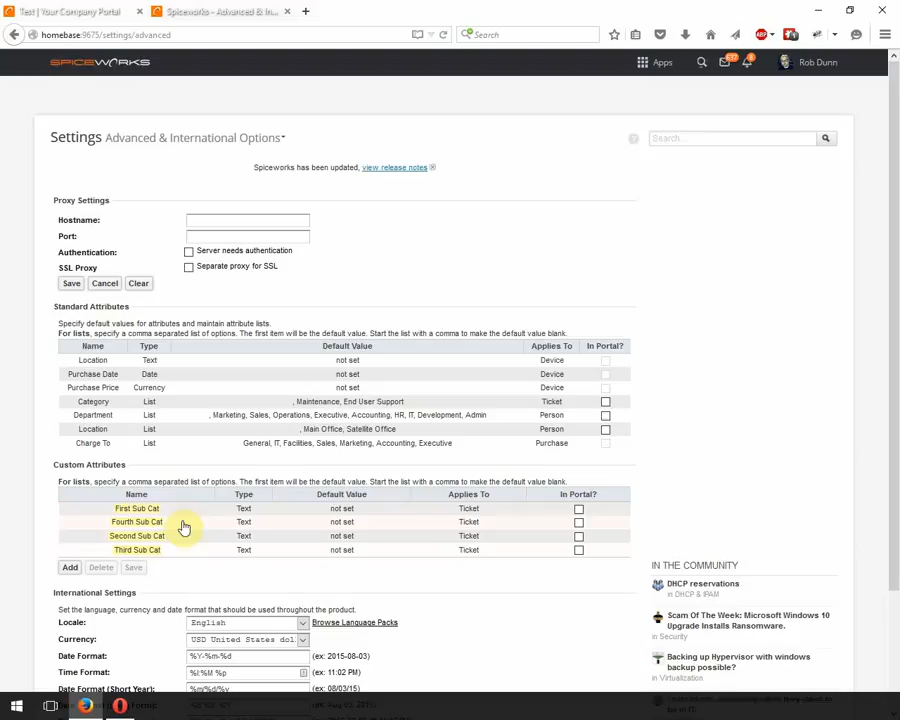 Test | Your Company Portal
Spiceworks - Advanced & In...
homebase:9675/settings/advanced
Search
ABP
SPICEWORKS
Apps
Rob Dunn
Settings Advanced & International Options
Search...
Spiceworks has been updated, view release notes
Proxy Settings
Hostname:
Port:
Authentication: Server needs authentication
SSL Proxy Separate proxy for SSL
Save Cancel Clear
Standard Attributes
Specify default values for attributes and maintain attribute lists.
For lists, specify a comma separated list of options. The first item will be the default value. Start the list with a comma to make the default value blank.
Name Type Default Value Applies To In Portal?
Location Text not set Device
Purchase Date Date not set Device
Purchase Price Currency not set Device
Category List , Maintenance, End User Support Ticket
Department List , Marketing, Sales, Operations, Executive, Accounting, HR, IT, Development, Admin Person
Location List , Main Office, Satellite Office Person
Charge To List General, IT, Facilities, Sales, Marketing, Accounting, Executive Purchase
Custom Attributes
For lists, specify a comma separated list of options. The first item will be the default value. Start the list with a comma to make the default value blank.
Name Type Default Value Applies To In Portal?
First Sub Cat Text not set Ticket
Fourth Sub Cat Text not set Ticket
Second Sub Cat Text not set Ticket
Third Sub Cat Text not set Ticket
Add Delete Save
International Settings
Set the language, currency and date format that should be used throughout the product.
Locale: English Browse Language Packs
Currency: USD United States dol
Date Format: %Y-%m-%d (ex: 2015-08-03)
Time Format: %I:%M %p (ex: 11:02 PM)
Date Format (Short Year): %m/%d/%y (ex: 08/03/15)
IN THE COMMUNITY
DHCP reservations
in DHCP & IPAM
Scam Of The Week: Microsoft Windows 10
Upgrade Installs Ransomware.
in Security
Backing up Hypervisor with windows
backup possible?
in Virtualization